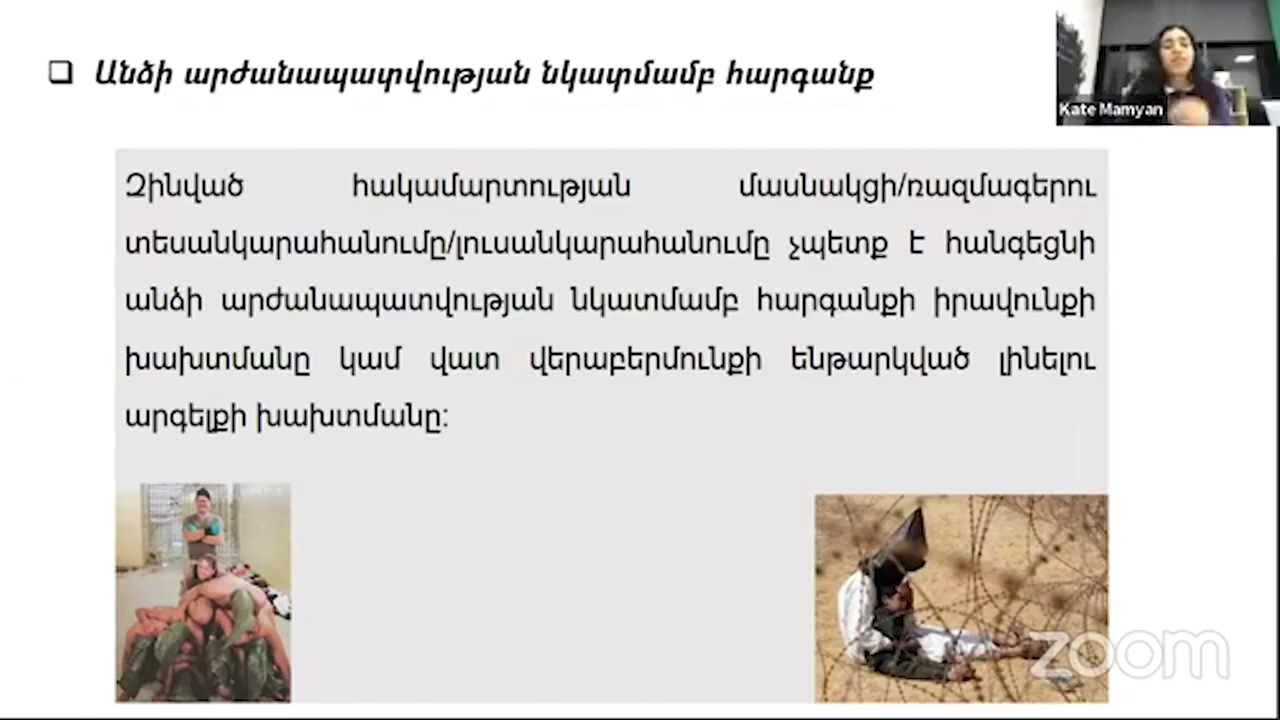 Անձի արժանապատվության նկատմամբ հարգանք
Kate Mamyan
Զինված հակամարտության մասնակցի/ռազմագերու
տեսանկարահանումը/լուսանկարահանումը չպետք է հանգեցնի
անձի արժանապատվության նկատմամբ հարգանքի իրավունքի
խախտմանը կամ վատ վերաբերմունքի ենթարկված լինելու
արգելքի խախտմանը:
zoom